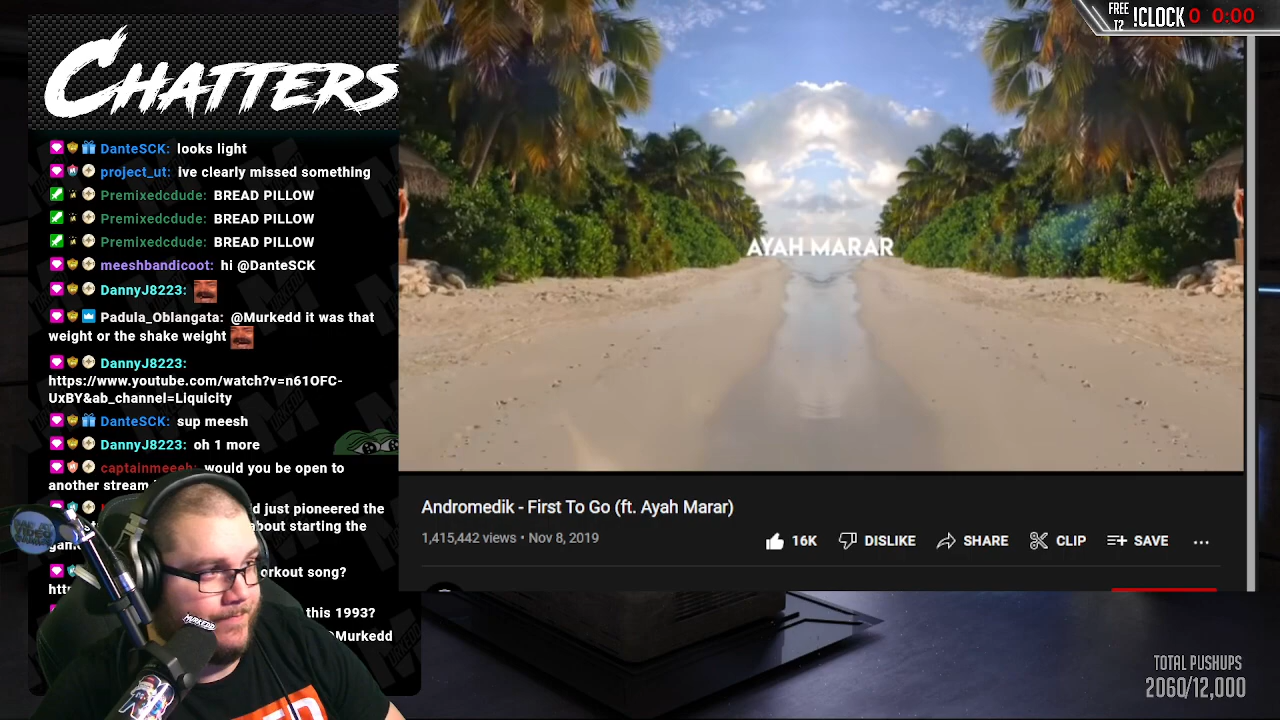 CHATTERS
DanteSCK: looks light
project_ut: ive clearly missed something
Premixedcdude: BREAD PILLOW
Premixedcdude: BREAD PILLOW
Premixedcdude: BREAD PILLOW
meeshbandicoot: hi @DanteSCK
DannyJ8223:
Padula_Oblangata: @Murkedd it was that
weight or the shake weight
DannyJ8223:
https://www.youtube.com/watch?v=n61OFC-
UxBY&ab_channel=Liquicity
DanteSCK: sup meesh
DannyJ8223: oh 1 more
captainmeeeh: would you be open to
another stream
d just pioneered the
about starting the
game
orkout song?
this 1993?
@Murkedd
MURKEDD
FREE
12
!CLOCK 0 0:00
AYAH MARAR
Andromedik - First To Go (ft. Ayah Marar)
1,415,442 views • Nov 8, 2019
16K DISLIKE SHARE CLIP SAVE ...
TOTAL PUSHUPS
2060/12,000